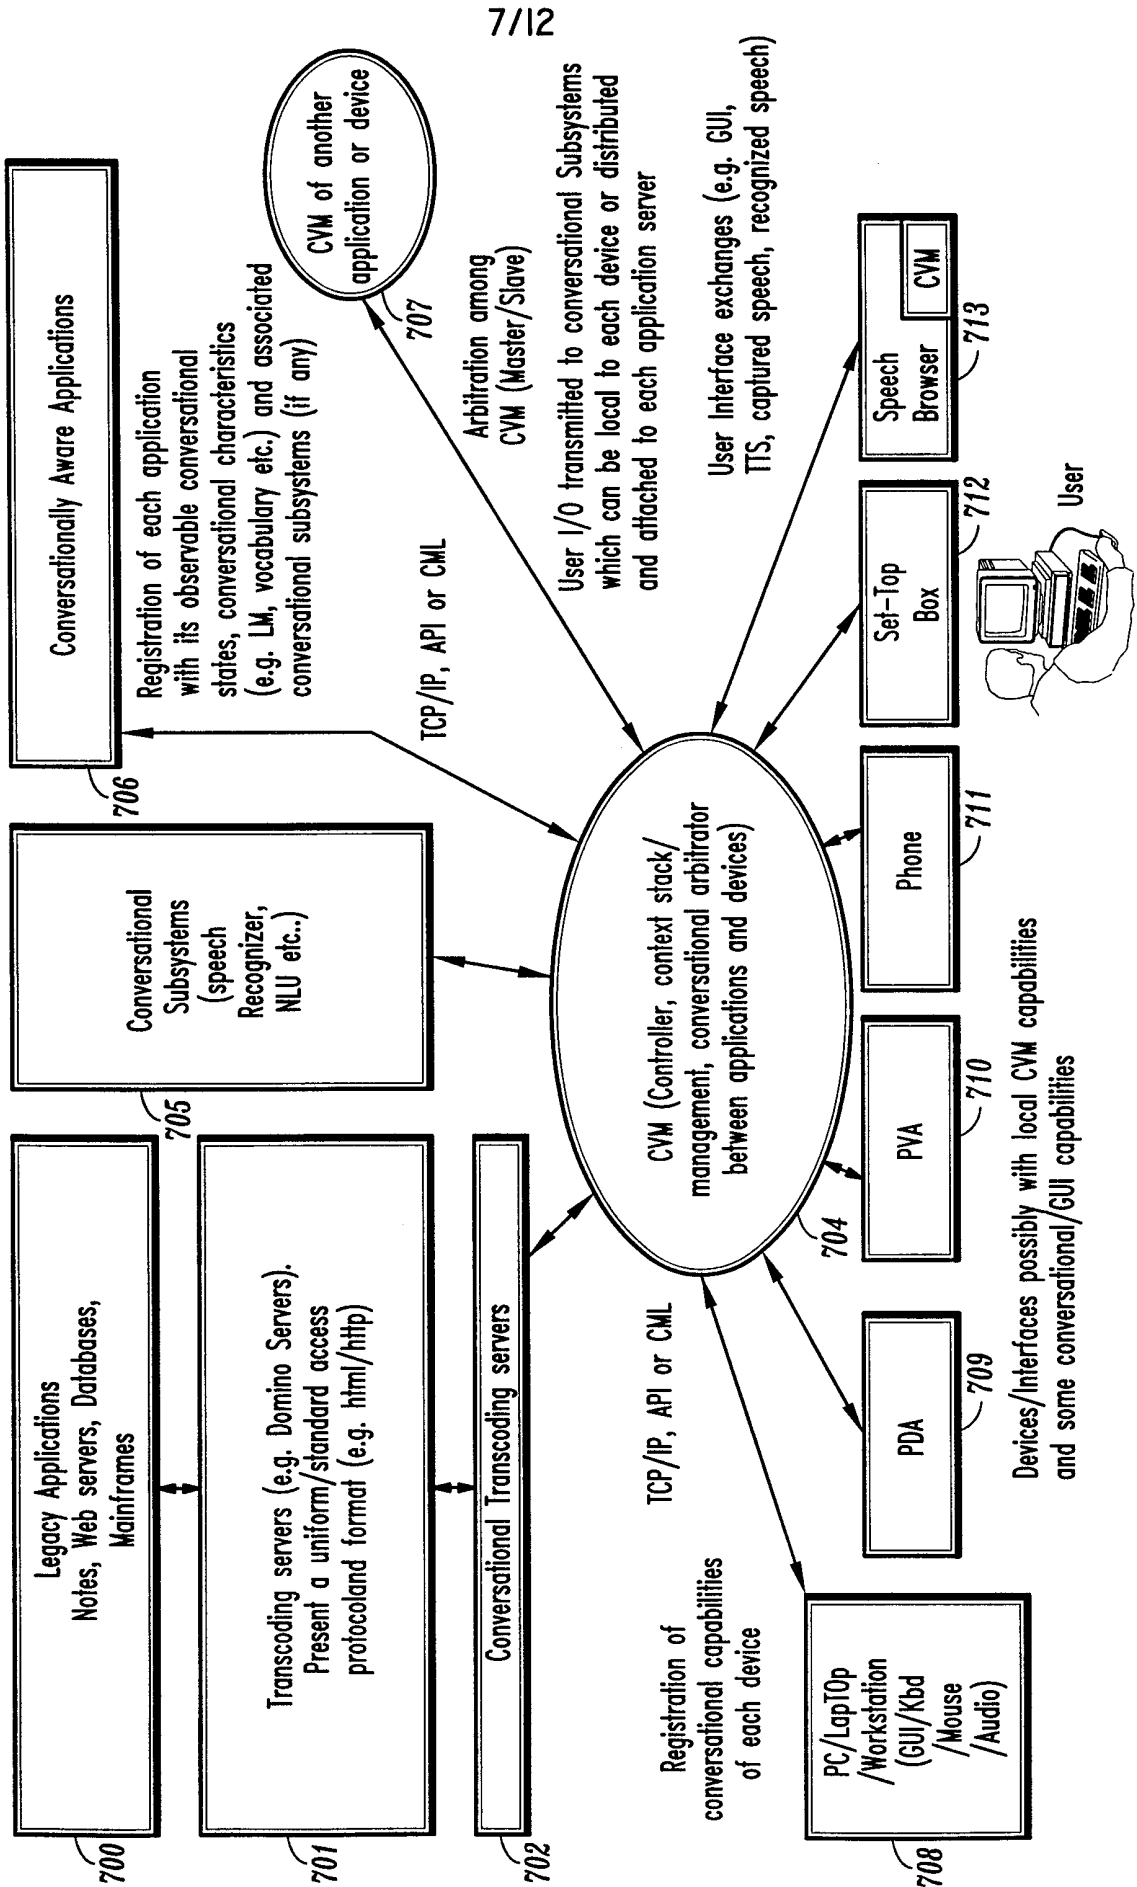 7/12
Legacy Applications
Notes, Web servers, Databases,
Mainframes
700
Transcoding servers (e.g. Domino Servers).
Present a uniform/standard access
protocoland format (e.g. html/http)
701
Conversational Transcoding servers
702
Conversational
Subsystems
(speech
Recognizer,
NLU etc..)
705
Conversationally Aware Applications
706
Registration of each application
with its observable conversational
states, conversational characteristics
(e.g. LM, vocabulary etc.) and associated
conversational subsystems (if any)
CVM of another
application or device
707
TCP/IP, API or CML
Arbitration among
CVM (Master/Slave)
User I/O transmitted to conversational Subsystems
which can be local to each device or distributed
and attached to each application server
CVM (Controller, context stack/
management, conversational arbitrator
between applications and devices)
704
TCP/IP, API or CML
Registration of
conversational capabilities
of each device
User Interface exchanges (e.g. GUI,
TTS, captured speech, recognized speech)
PC/LapTOp
/Workstation
(GUI/Kbd
/Mouse
/Audio)
708
PDA
709
PVA
710
Phone
711
Set-Top
Box
712
Speech
Browser
CVM
713
User
Devices/Interfaces possibly with local CVM capabilities
and some conversational/GUI capabilities